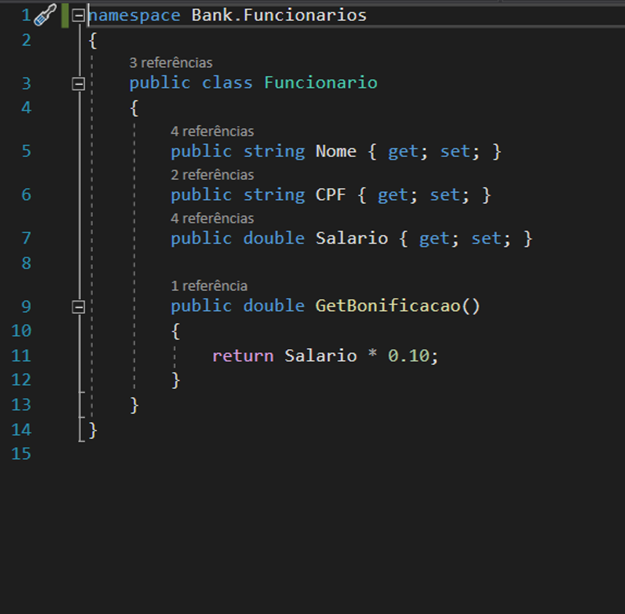 1 namespace Bank.Funcionarios
2 {
3 referências
3 public class Funcionario
4 {
4 referências
5 public string Nome { get; set; }
2 referências
6 public string CPF { get; set; }
4 referências
7 public double Salario { get; set; }
8
1 referência
9 public double GetBonificacao()
10 {
11 return Salario * 0.10;
12 }
13 }
14 }
15